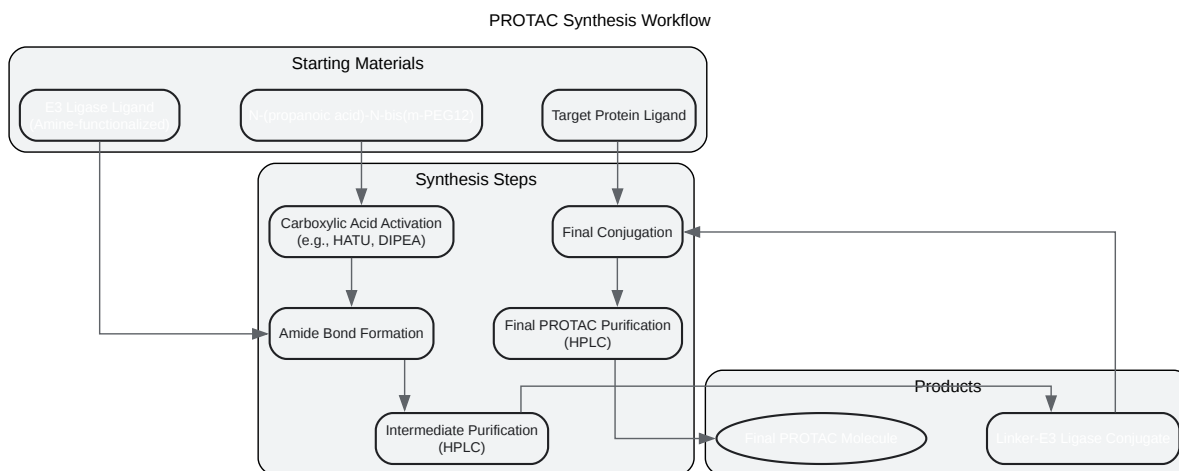 PROTAC Synthesis Workflow
Starting Materials
E3 Ligase Ligand
(Amine-functionalized)
N-(propanoic acid)-N-bis(m-PEG12)
Target Protein Ligand
Synthesis Steps
Carboxylic Acid Activation
(e.g., HATU, DIPEA)
Final Conjugation
Amide Bond Formation
Final PROTAC Purification
(HPLC)
Intermediate Purification
(HPLC)
Products
Final PROTAC Molecule
Linker-E3 Ligase Conjugate